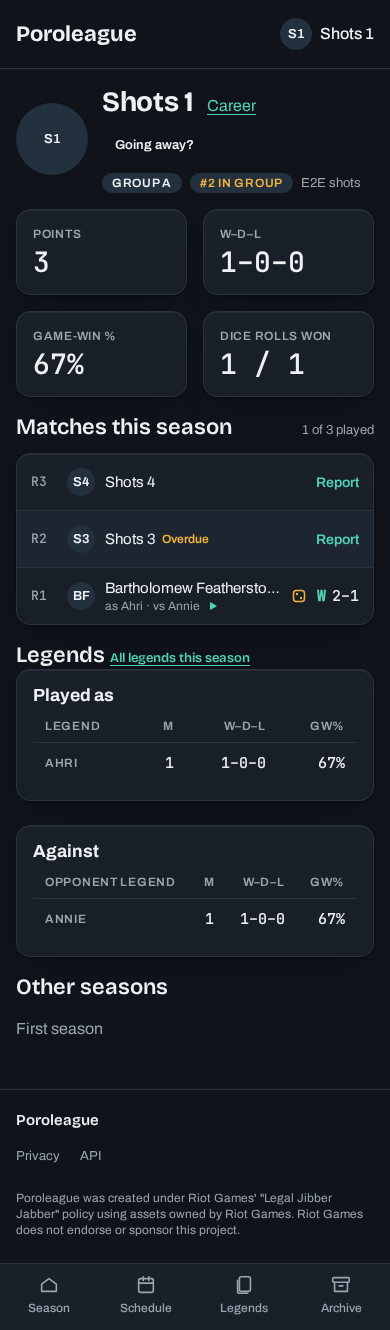 Poroleague
S1 Shots 1
S1
Shots 1 Career
Going away?
GROUP A #2 IN GROUP E2E shots
POINTS
3
W–D–L
1–0–0
GAME-WIN %
67%
DICE ROLLS WON
1 / 1
Matches this season 1 of 3 played
R3 S4 Shots 4 Report
R2 S3 Shots 3 Overdue Report
R1 BF Bartholomew Feathersto... W 2–1
as Ahri · vs Annie
Legends All legends this season
Played as
LEGEND M W–D–L GW%
AHRI 1 1–0–0 67%
Against
OPPONENT LEGEND M W–D–L GW%
ANNIE 1 1–0–0 67%
Other seasons
First season
Poroleague
Privacy API
Poroleague was created under Riot Games' "Legal Jibber
Jabber" policy using assets owned by Riot Games. Riot Games
does not endorse or sponsor this project.
Season Schedule Legends Archive